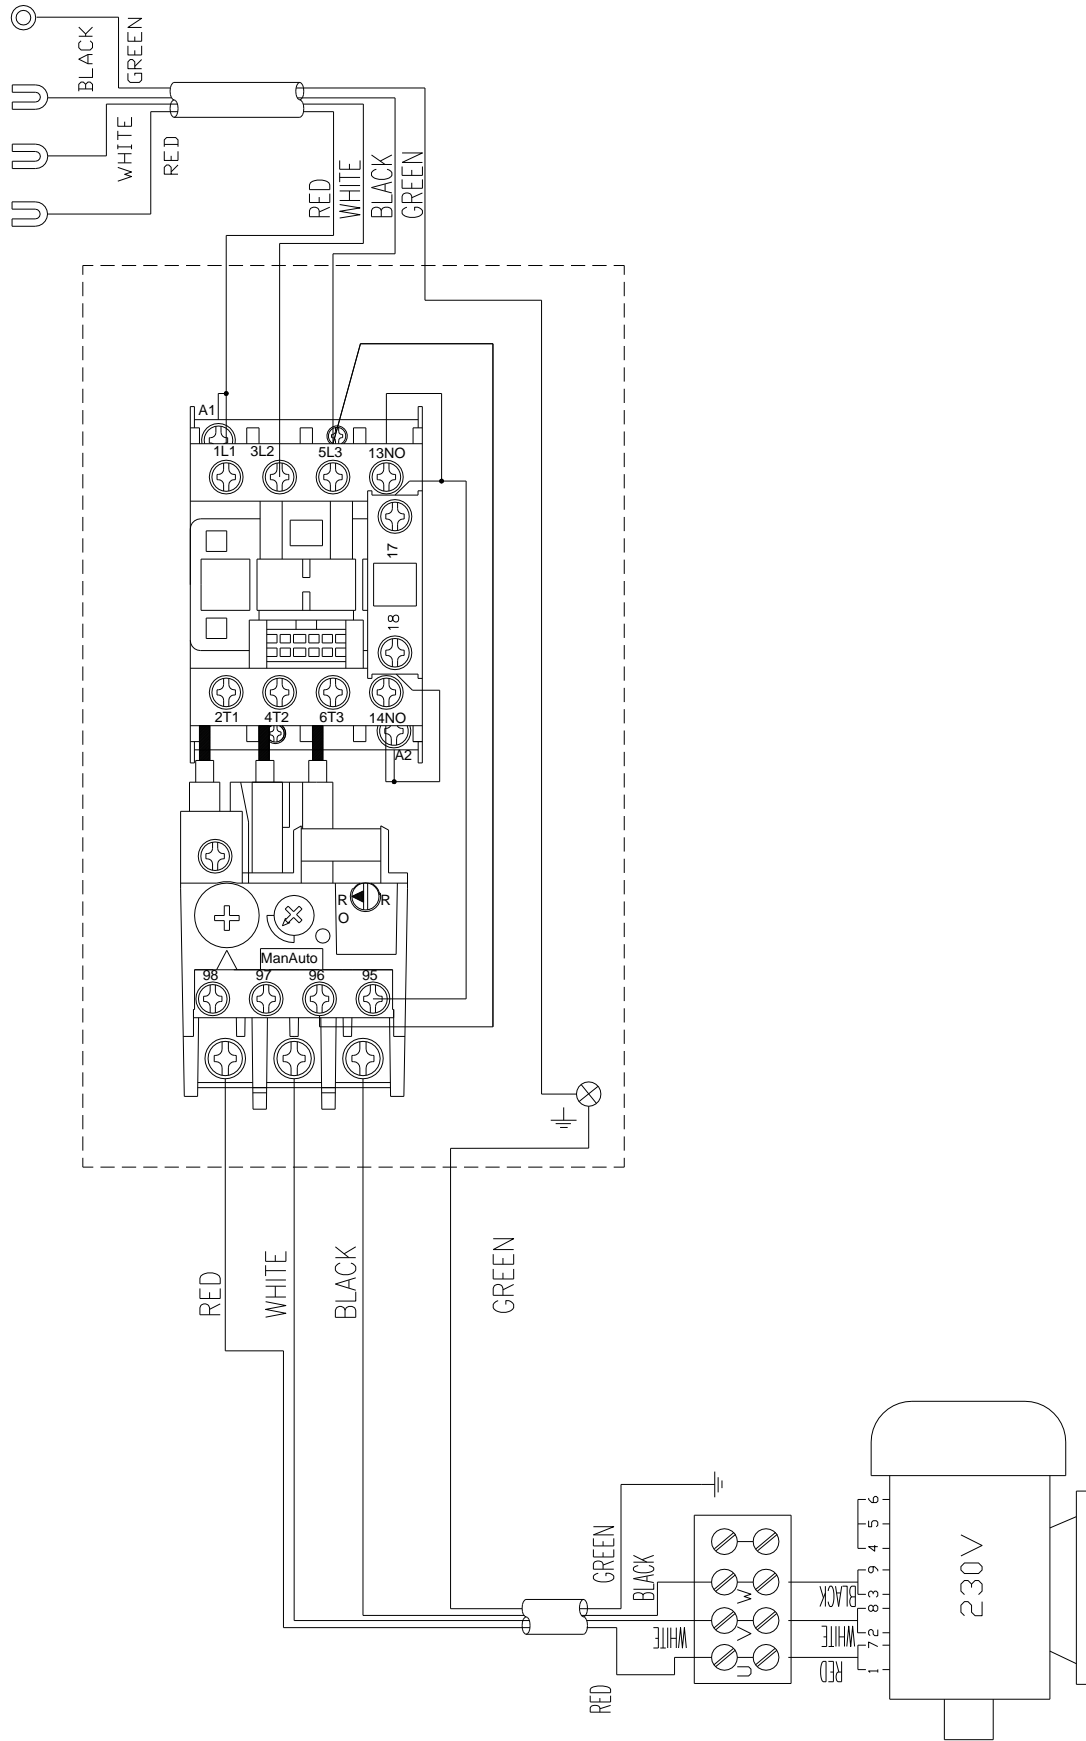 BLACK
GREEN
WHITE
RED
RED
WHITE
BLACK
GREEN
A1
1L1 3L2 5L3 13NO
17
18
2T1 4T2 6T3 14NO
A2
R R
O
ManAuto
98 97 96 95
RED
WHITE
BLACK
GREEN
GREEN
BLACK
WHITE
RED
W
V
U
BLACK
WHITE
RED
6
5
4
9
3
8
2
7
1
230V